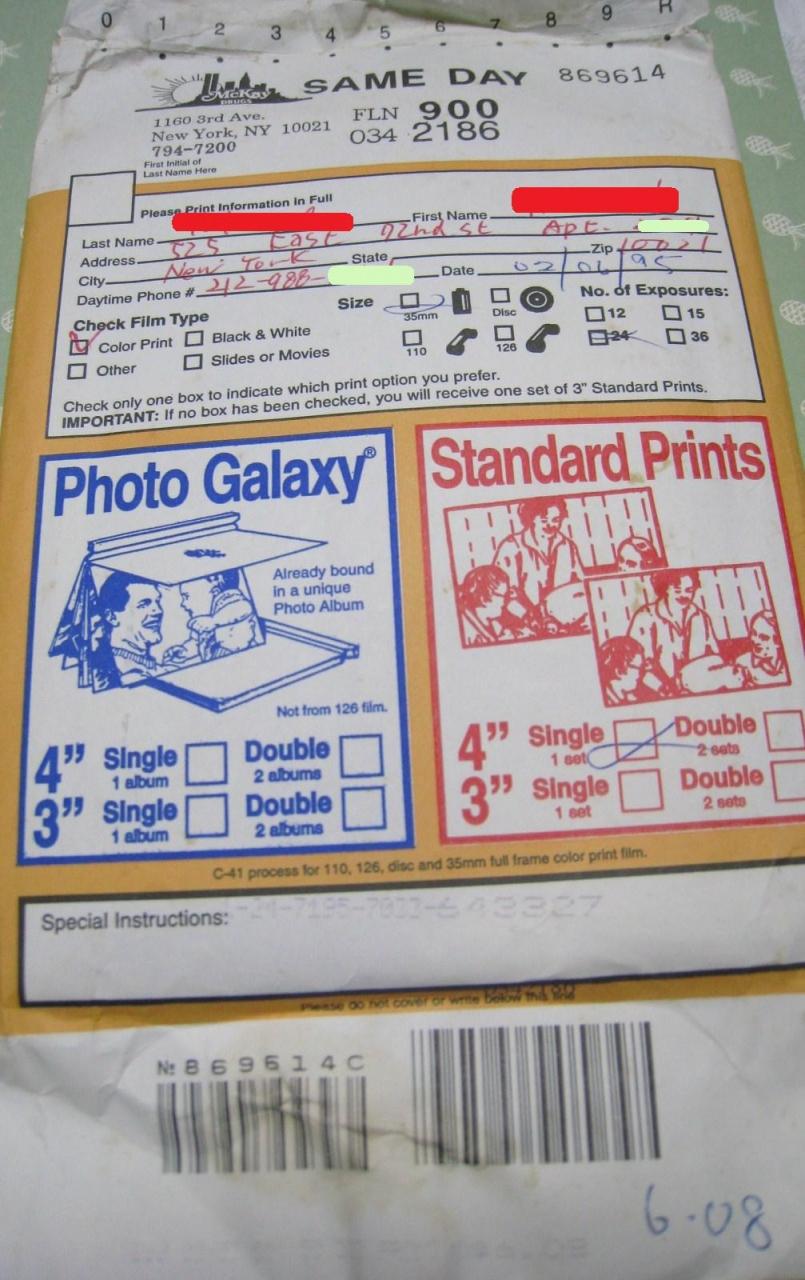 0 1 2 3 4 5 6 7 8 9 R
McKay DRUGS
SAME DAY 869614
1160 3rd Ave.
New York, NY 10021
794-7200
FLN 900
034 2186
First Initial of
Last Name Here
Please Print Information In Full
Last Name First Name
Address 525 East 72nd st Apt.
City New York State Zip 10021
Daytime Phone # 212-988- Date 02/06/95
Check Film Type
Color Print Black & White
Other Slides or Movies
Size 35mm Disc
110 126
No. of Exposures:
12 15
24 36
Check only one box to indicate which print option you prefer.
IMPORTANT: If no box has been checked, you will receive one set of 3" Standard Prints.
Photo Galaxy®
Already bound
in a unique
Photo Album
Not from 126 film.
4" Single Double
1 album 2 albums
3" Single Double
1 album 2 albums
Standard Prints
4" Single Double
1 set 2 sets
3" Single Double
1 set 2 sets
C-41 process for 110, 126, disc and 35mm full frame color print film.
Special Instructions:
-24-7195-7033-643327
Please do not cover or write below this line
№ 869614C
6.08